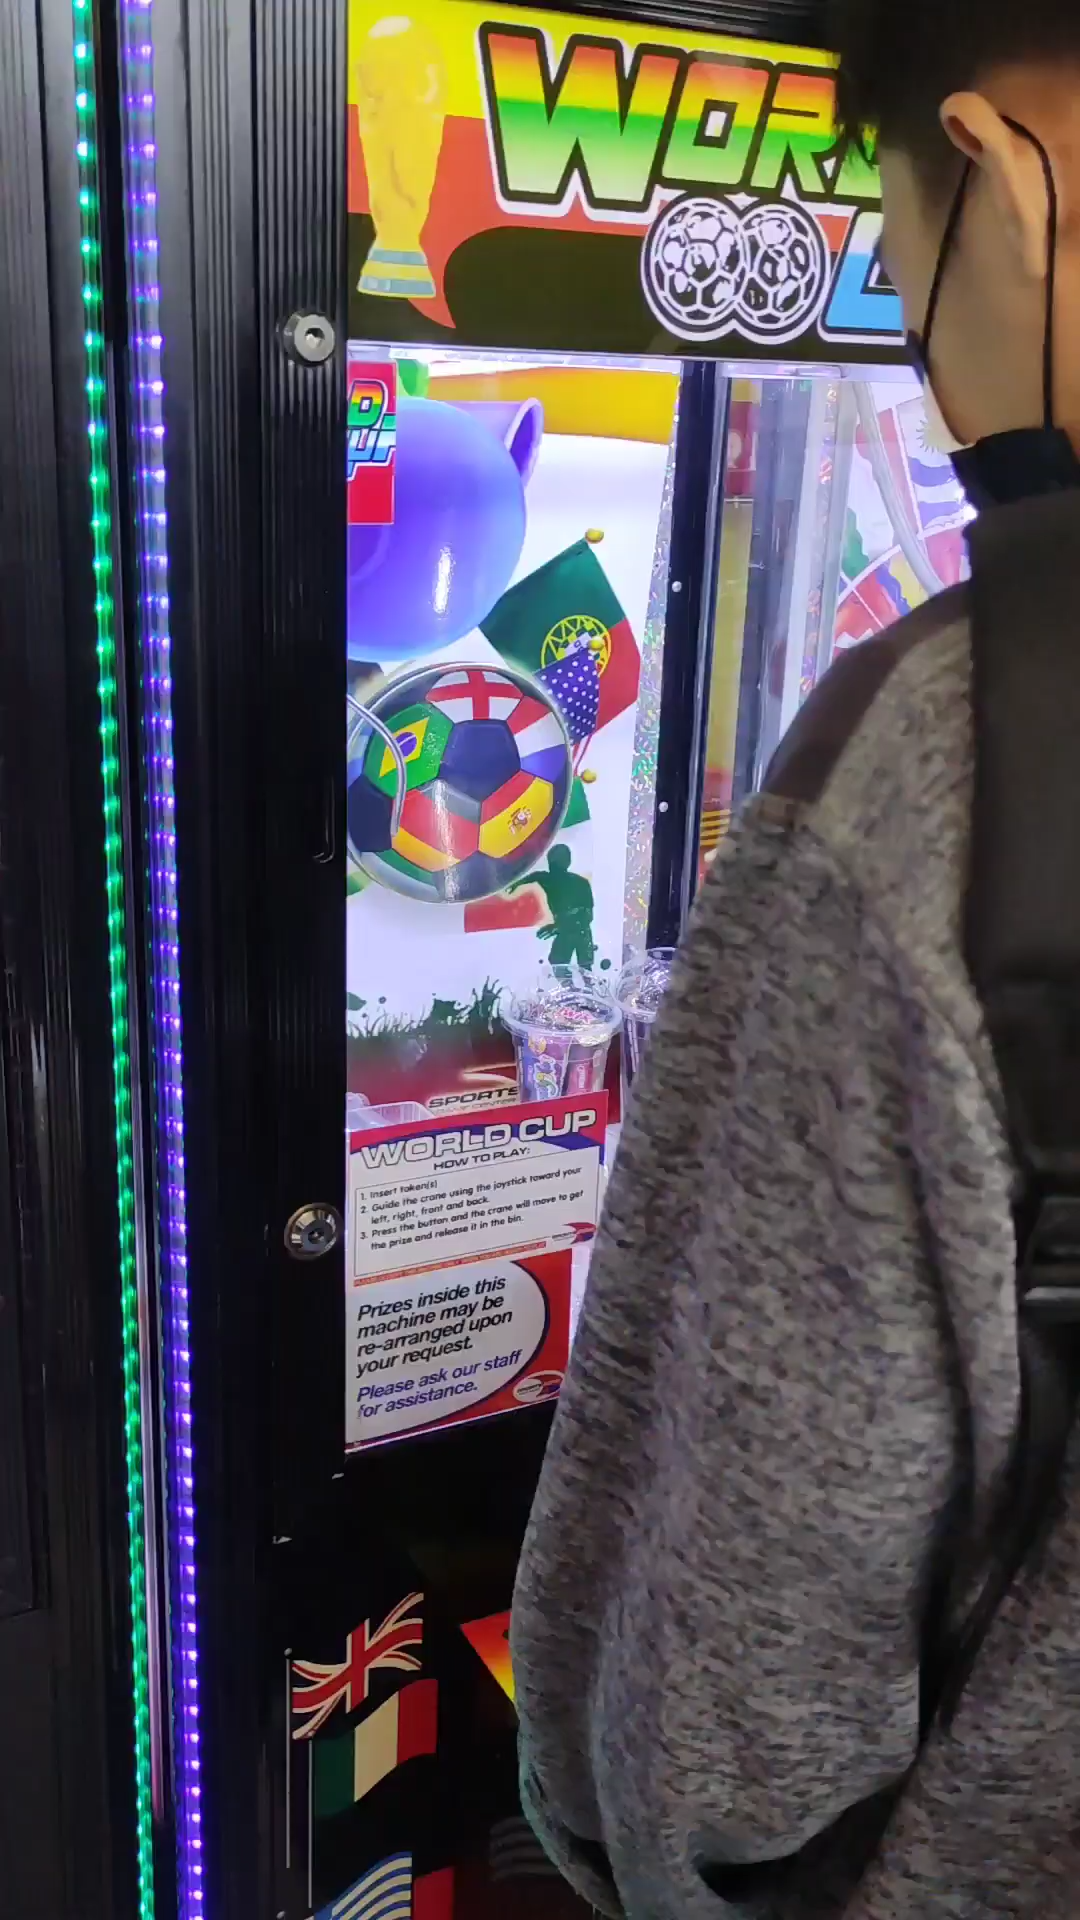 WORL
WORLD CUP
HOW TO PLAY:
1. Insert token(s)
2. Guide the crane using the joystick toward your
left, right, front and back.
3. Press the button and the crane will move to get
the prize and release it in the bin.
SPORTS
Prizes inside this
machine may be
re-arranged upon
your request.
Please ask our staff
for assistance.